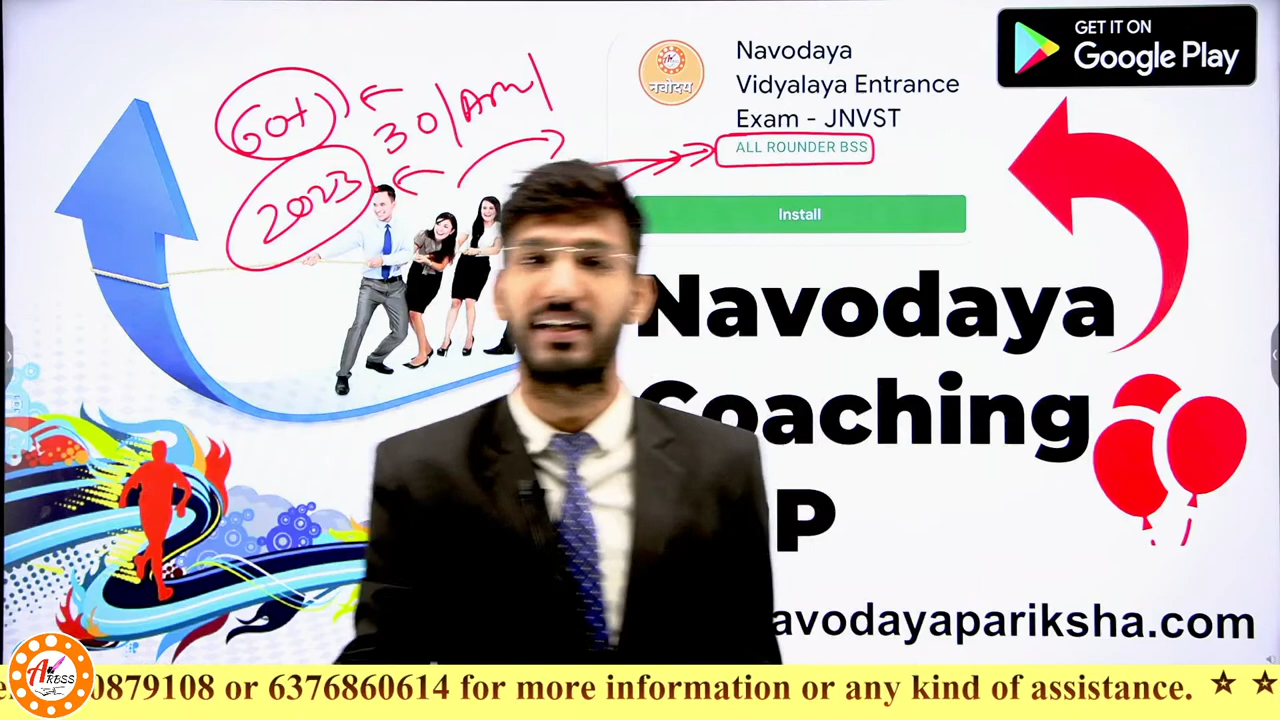 GET IT ON
Google Play
Navodaya
Vidyalaya Entrance
Exam - JNVST
ALL ROUNDER BSS
नवोदय
Install
60+
30/
2023
Navodaya
Coaching
P
avodayapariksha.com
0879108 or 6376860614 for more information or any kind of assistance.
ARBSS